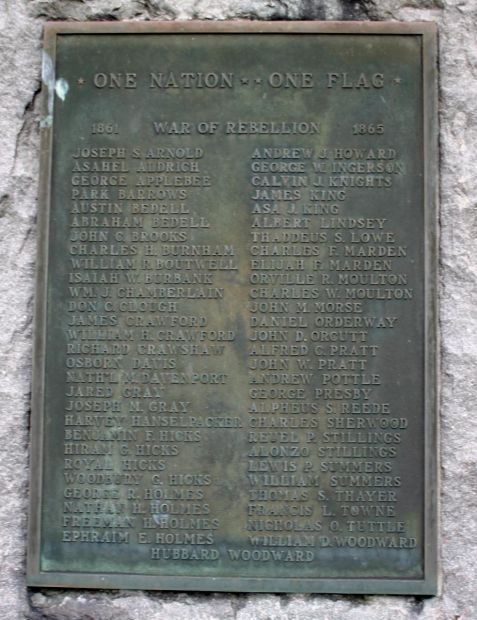 ONE NATION ONE FLAG
1861 WAR OF REBELLION 1865
JOSEPH S. ARNOLD
ASAHEL ALDRICH
GEORGE APPLEBEE
PARK BARROWS
AUSTIN BEDELL
ABRAHAM BEDELL
JOHN C. BROOKS
CHARLES H. BURNHAM
WILLIAM P. BOUTWELL
ISAIAH W. BURBANK
WM. J. CHAMBERLAIN
DON C. CLOUGH
JAMES CRAWFORD
WILLIAM H. CRAWFORD
RICHARD CRAWSHAW
OSBORN DAVIS
NATH'L M. DAVENPORT
JARED GRAY
JOSEPH M. GRAY
HARVEY HANSELPACKER
BENJAMIN F. HICKS
HIRAM C. HICKS
ROYAL HICKS
WOODBURY G. HICKS
GEORGE R. HOLMES
NATHAN H. HOLMES
FREEMAN H. HOLMES
EPHRAIM E. HOLMES
ANDREW J. HOWARD
GEORGE W. INGERSON
CALVIN J. KNIGHTS
JAMES KING
ASA J. KING
ALBERT LINDSEY
THADDEUS S. LOWE
CHARLES F. MARDEN
ELIJAH F. MARDEN
ORVILLE R. MOULTON
CHARLES W. MOULTON
JOHN M. MORSE
DANIEL ORDERWAY
JOHN D. ORCUTT
ALFRED C. PRATT
JOHN W. PRATT
ANDREW POTTLE
GEORGE PRESBY
ALPHEUS S. REEDE
CHARLES SHERWOOD
REUEL P. STILLINGS
ALONZO STILLINGS
LEWIS P. SUMMERS
WILLIAM SUMMERS
THOMAS S. THAYER
FRANCIS L. TOWNE
NICHOLAS O. TUTTLE
WILLIAM D. WOODWARD
HUBBARD WOODWARD